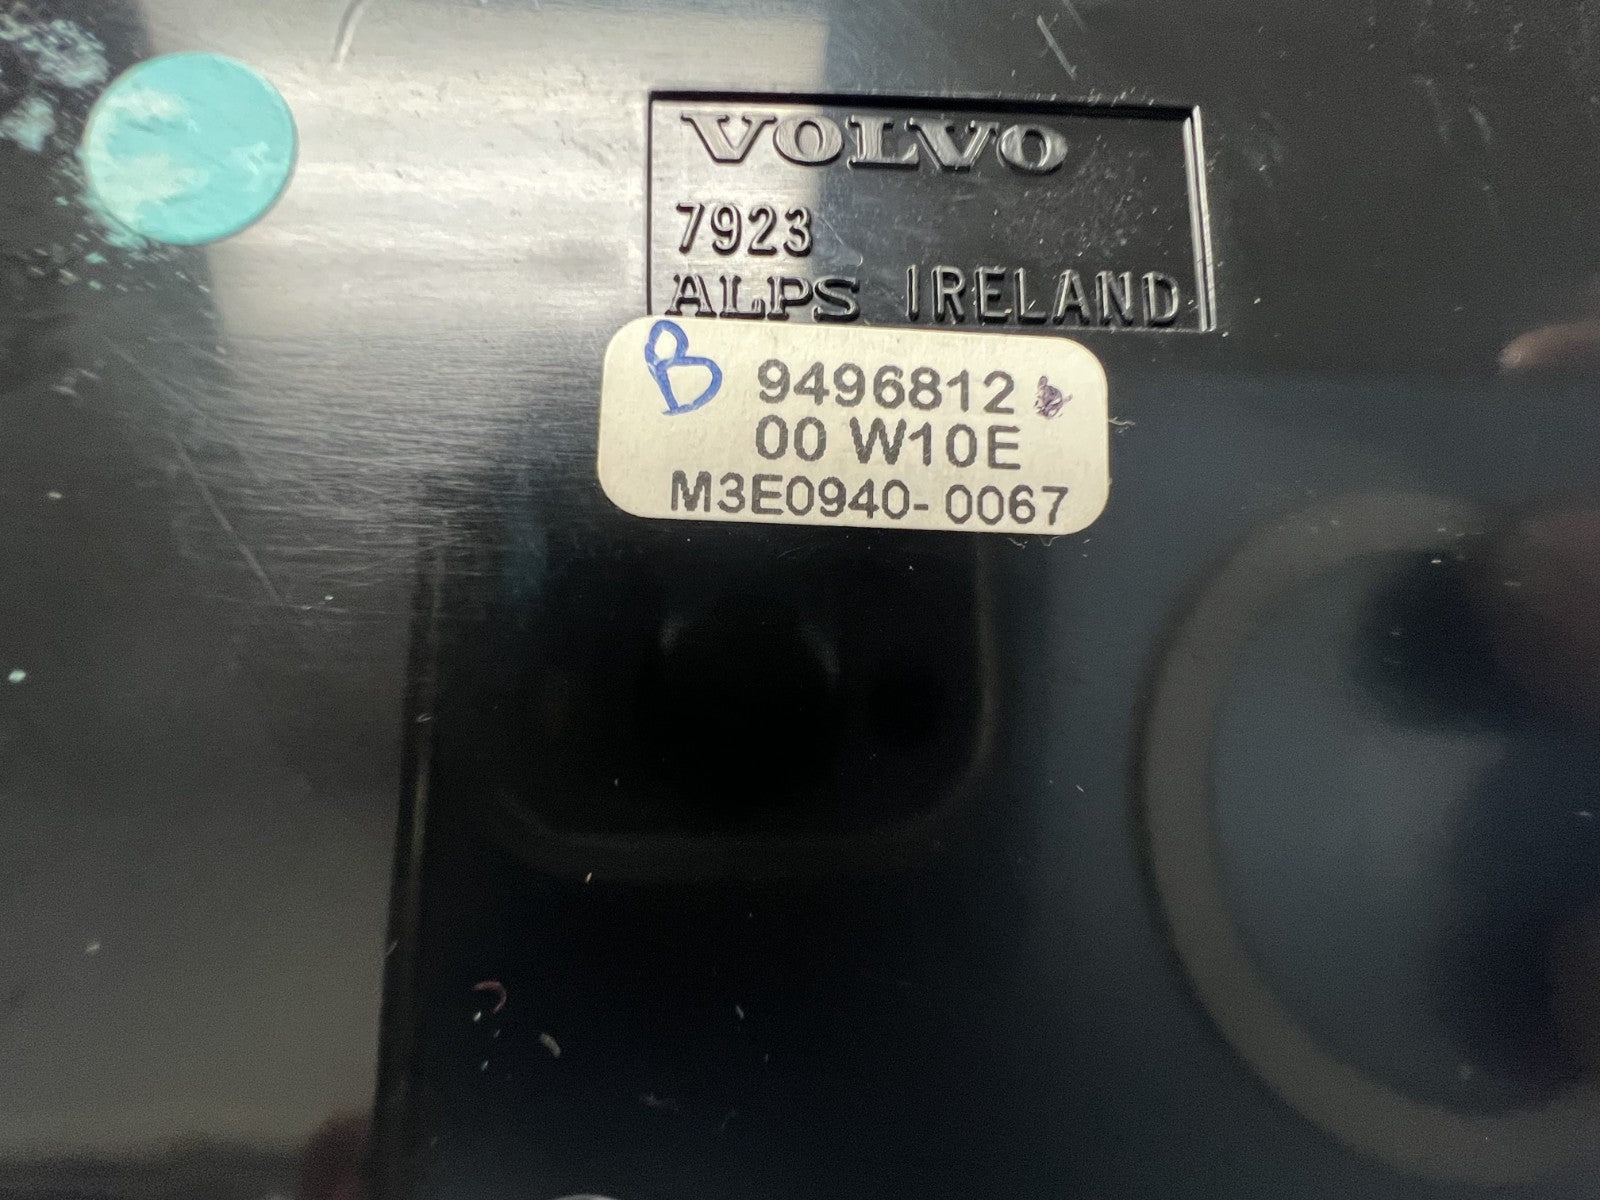 VOLVO
7923
ALPS IRELAND
B 9496812
00 W10E
M3E0940-0067